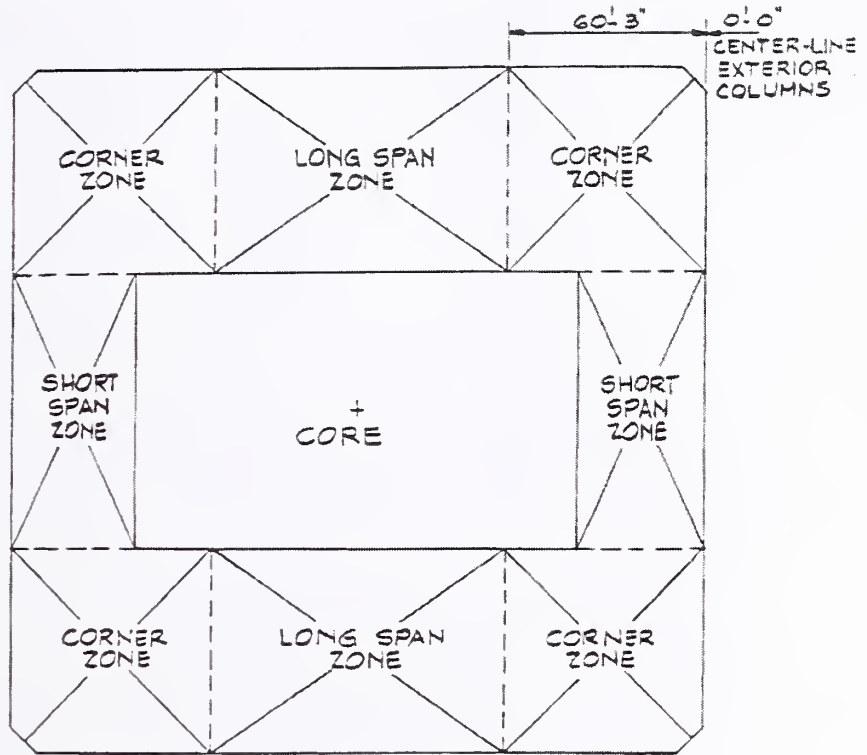 60'-3"
0'-0"
CENTER-LINE
EXTERIOR
COLUMNS
CORNER
ZONE
LONG SPAN
ZONE
CORNER
ZONE
SHORT
SPAN
ZONE
CORE
SHORT
SPAN
ZONE
CORNER
ZONE
LONG SPAN
ZONE
CORNER
ZONE